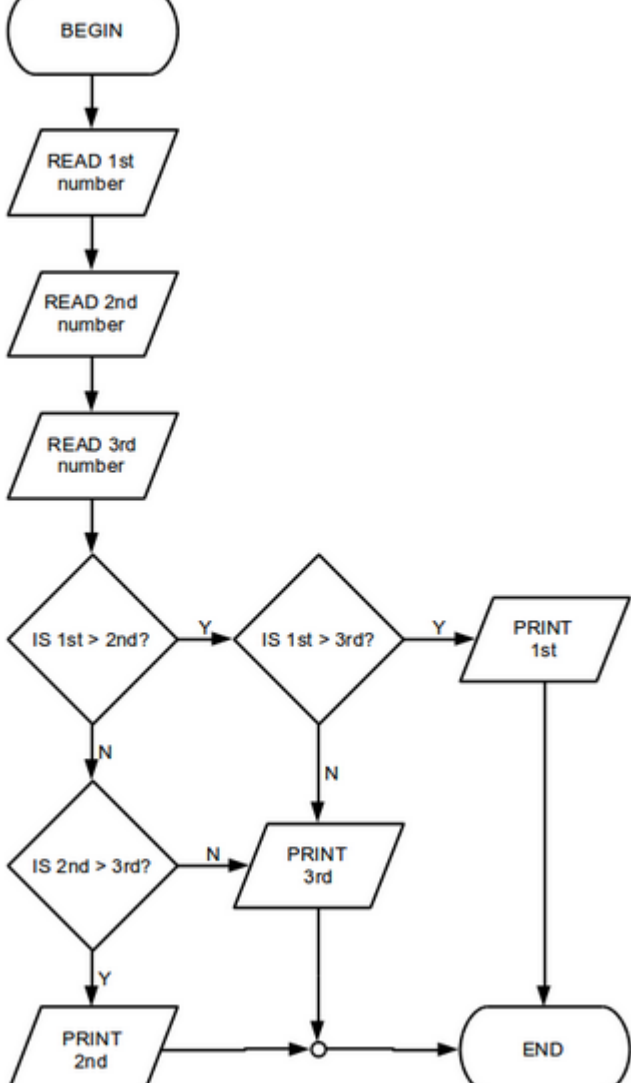 BEGIN
READ 1st
number
READ 2nd
number
READ 3rd
number
IS 1st > 2nd?
Y
IS 1st > 3rd?
Y
PRINT
1st
N
N
IS 2nd > 3rd?
N
PRINT
3rd
Y
PRINT
2nd
END